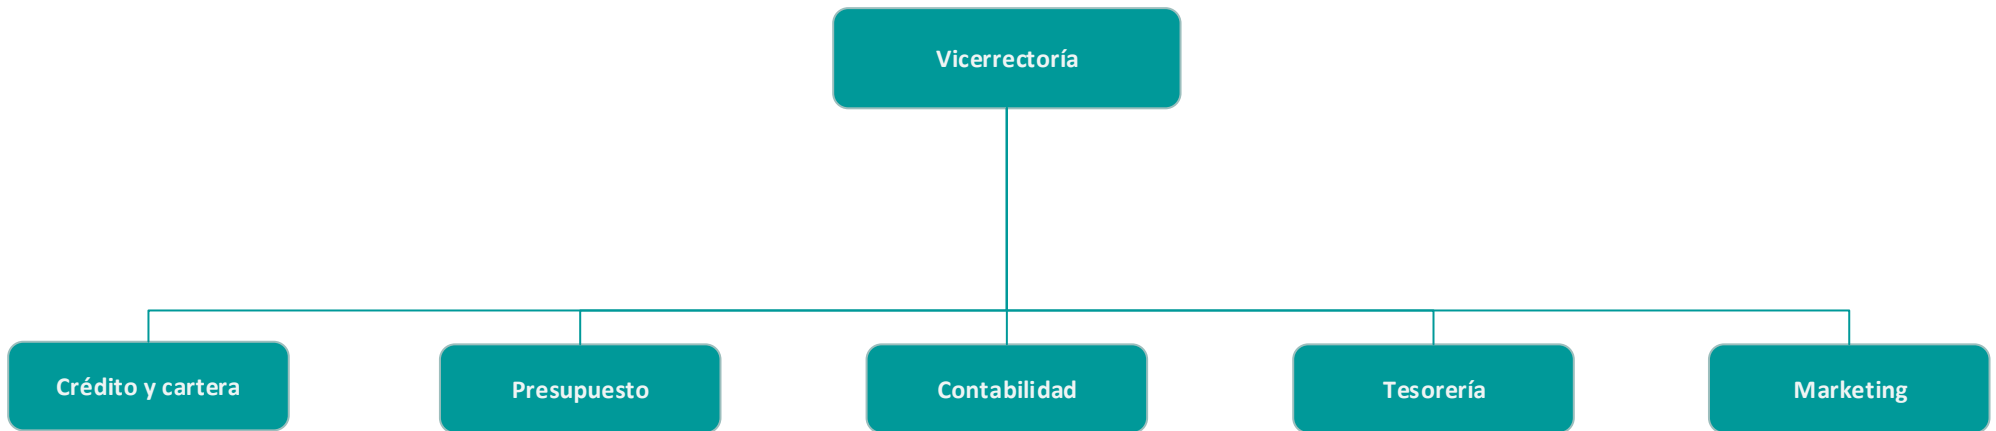 Vicerrectoría
Crédito y cartera
Presupuesto
Contabilidad
Tesorería
Marketing